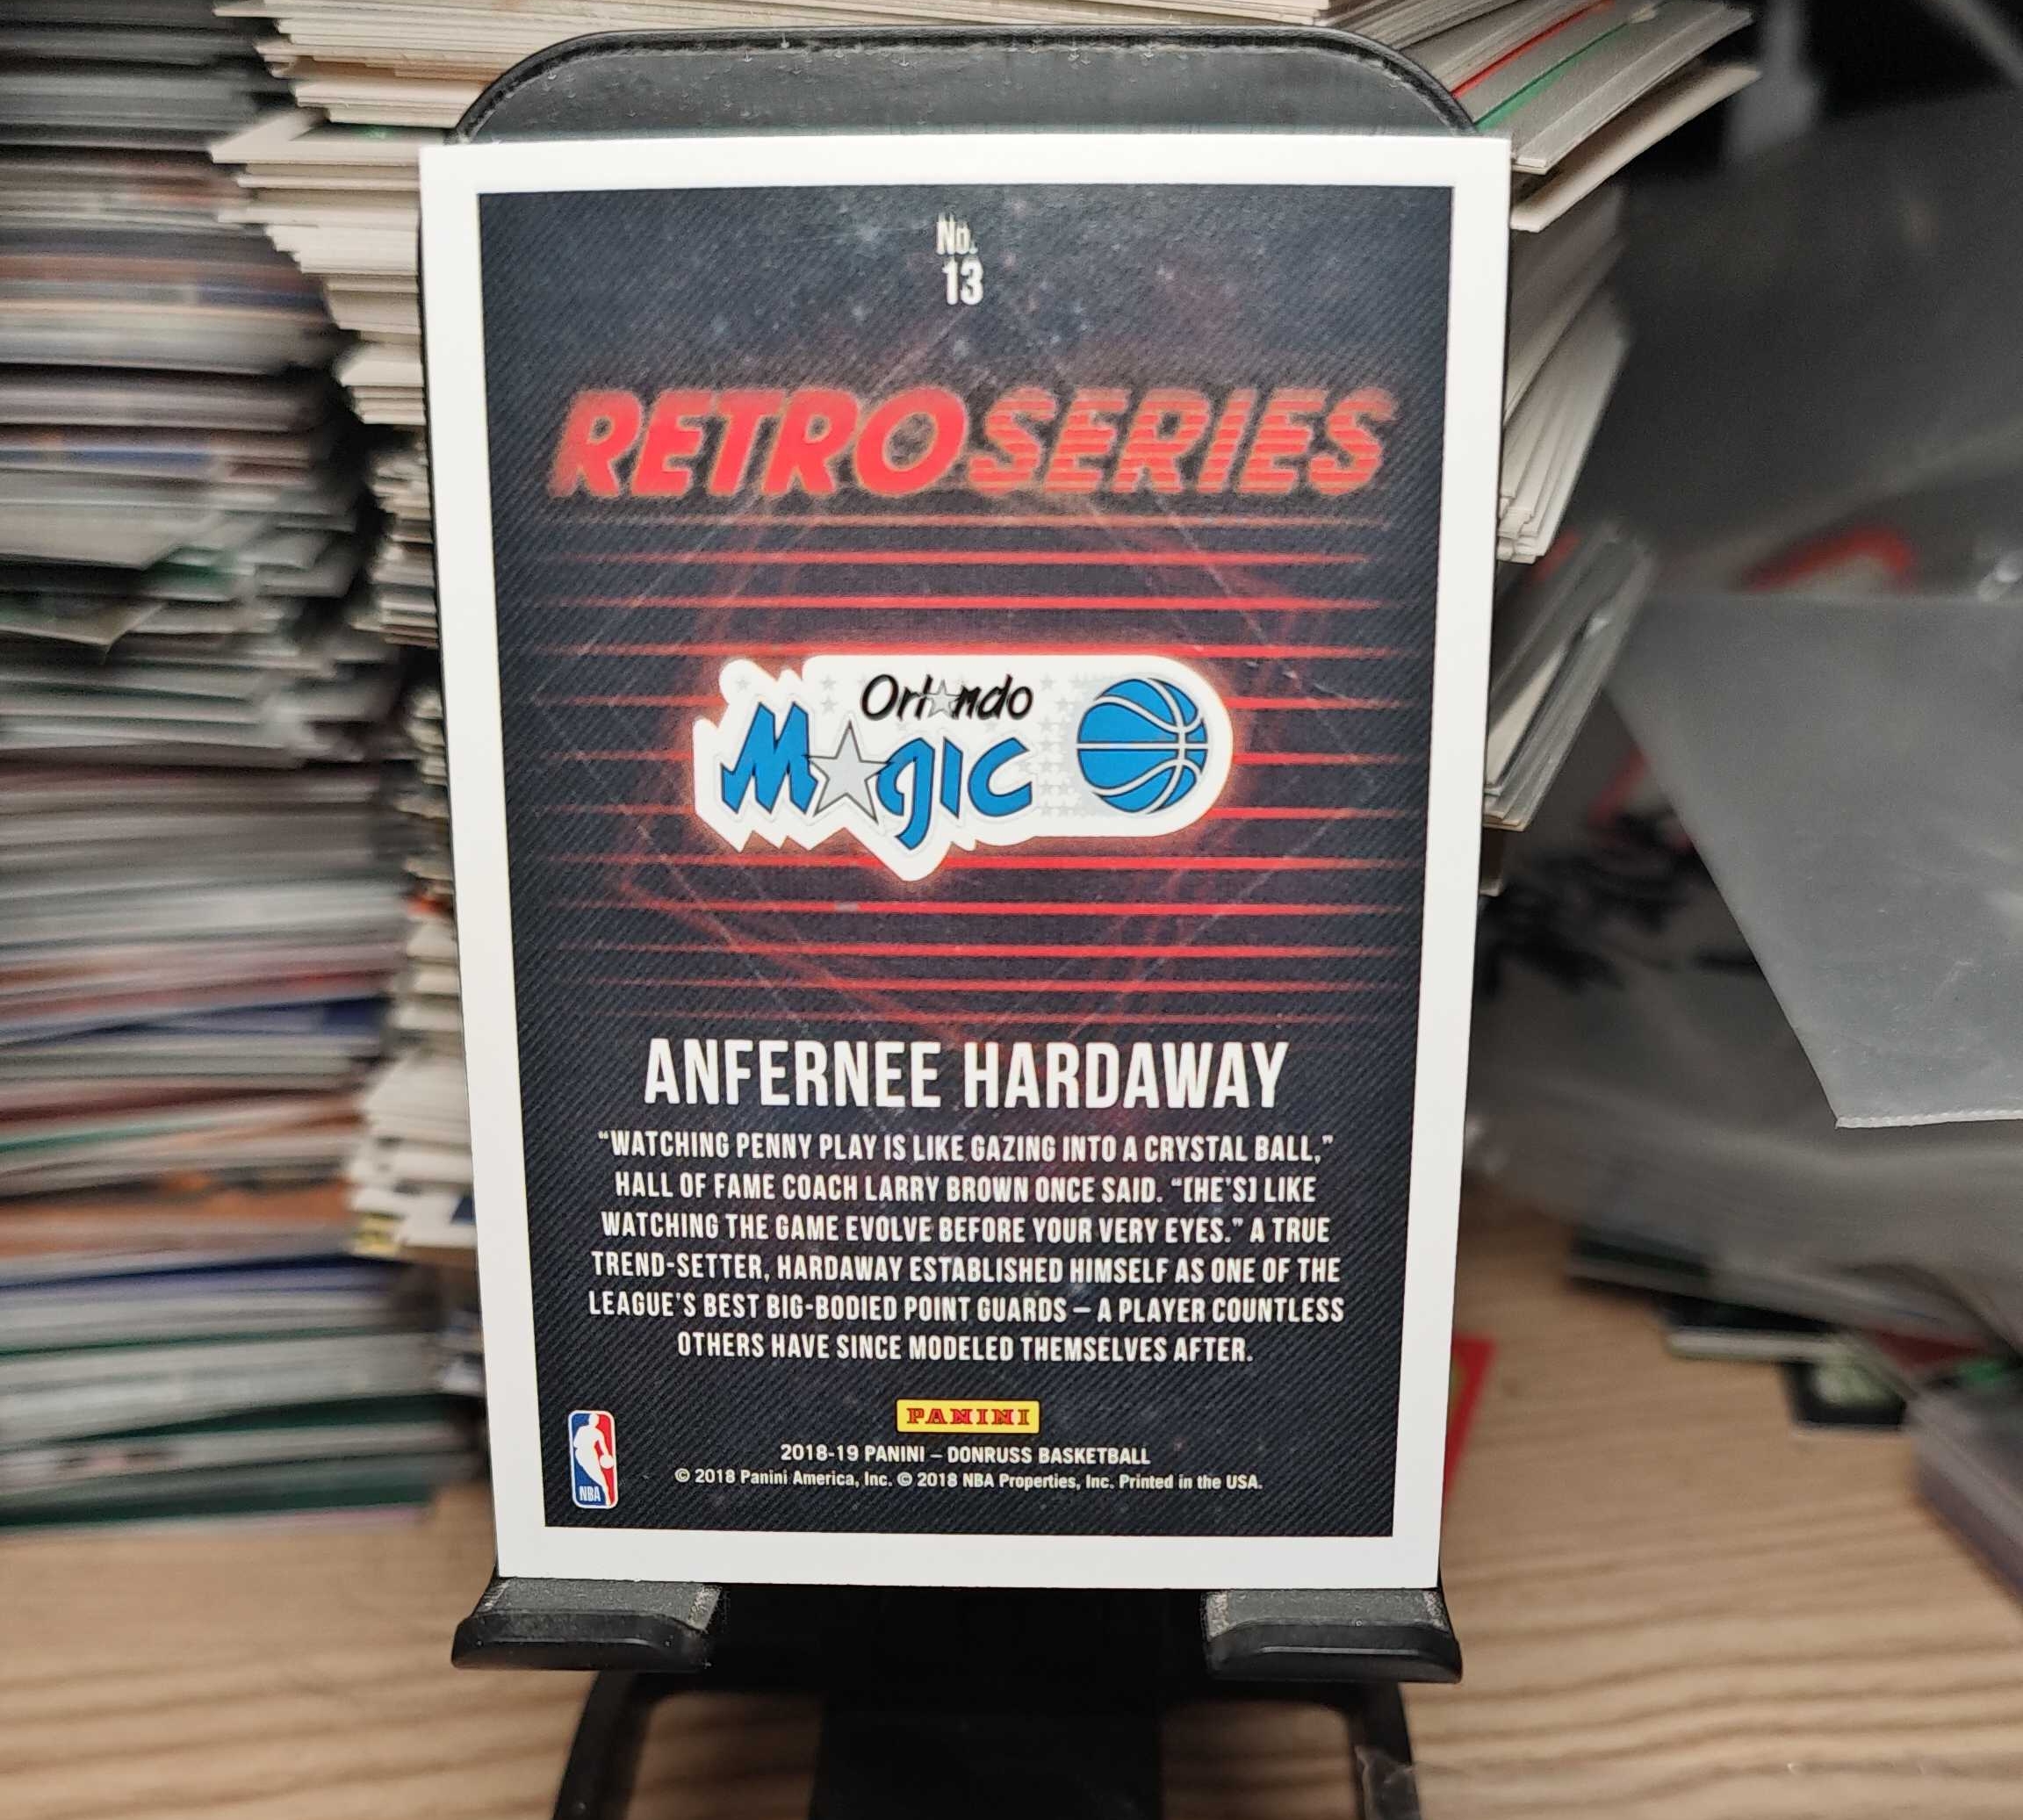 No.
13
RETRO SERIES
Orlando
Magic
ANFERNEE HARDAWAY
“WATCHING PENNY PLAY IS LIKE GAZING INTO A CRYSTAL BALL,”
HALL OF FAME COACH LARRY BROWN ONCE SAID. “[HE’S] LIKE
WATCHING THE GAME EVOLVE BEFORE YOUR VERY EYES.” A TRUE
TREND-SETTER, HARDAWAY ESTABLISHED HIMSELF AS ONE OF THE
LEAGUE’S BEST BIG-BODIED POINT GUARDS – A PLAYER COUNTLESS
OTHERS HAVE SINCE MODELED THEMSELVES AFTER.
PANINI
2018-19 PANINI – DONRUSS BASKETBALL
© 2018 Panini America, Inc. © 2018 NBA Properties, Inc. Printed in the USA.
NBA